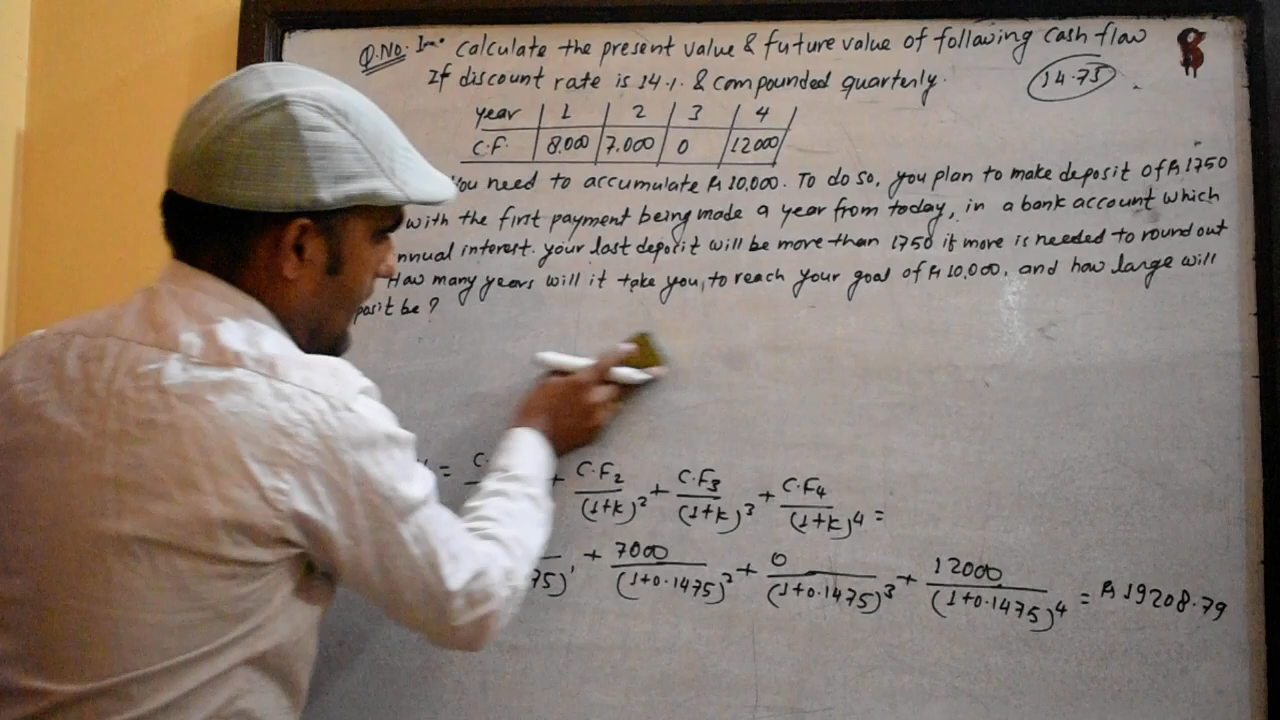 Q.No. Calculate the present value & future value of following cash flow
If discount rate is 14.1. & compounded quarterly.
14.75
8
year 1 2 3 4
C.F. 8.000 7.000 0 12000
You need to accumulate ₨ 10,000. To do so, you plan to make deposit of ₨ 1750
with the first payment being made a year from today, in a bank account which
nnual interest. your last deposit will be more than 1750 if more is needed to round out
How many years will it take you, to reach your goal of ₨ 10,000, and how large will
posit be ?
= C. + C.F2/(1+k)^2 + C.F3/(1+k)^3 + C.F4/(1+k)^4 =
75)^1 + 7000/(1+0.1475)^2 + 0/(1+0.1475)^3 + 12000/(1+0.1475)^4 = ₨ 19208.79